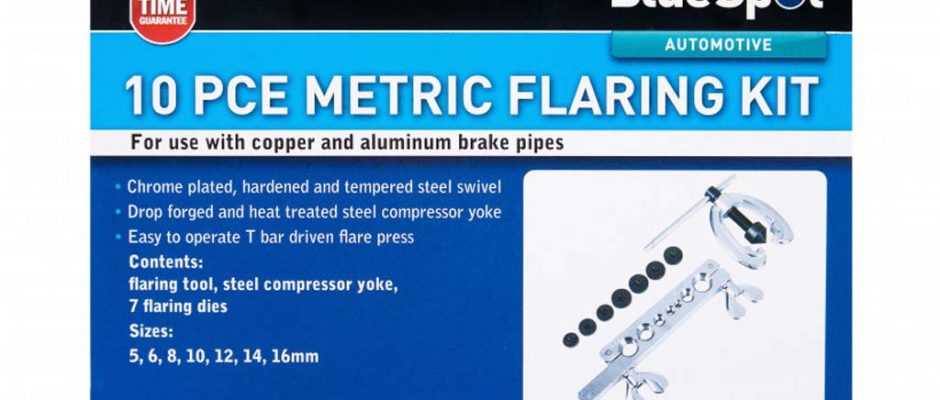 TIME
GUARANTEE
BlueSpot
AUTOMOTIVE
10 PCE METRIC FLARING KIT
For use with copper and aluminum brake pipes
• Chrome plated, hardened and tempered steel swivel
• Drop forged and heat treated steel compressor yoke
• Easy to operate T bar driven flare press
Contents:
flaring tool, steel compressor yoke,
7 flaring dies
Sizes:
5, 6, 8, 10, 12, 14, 16mm